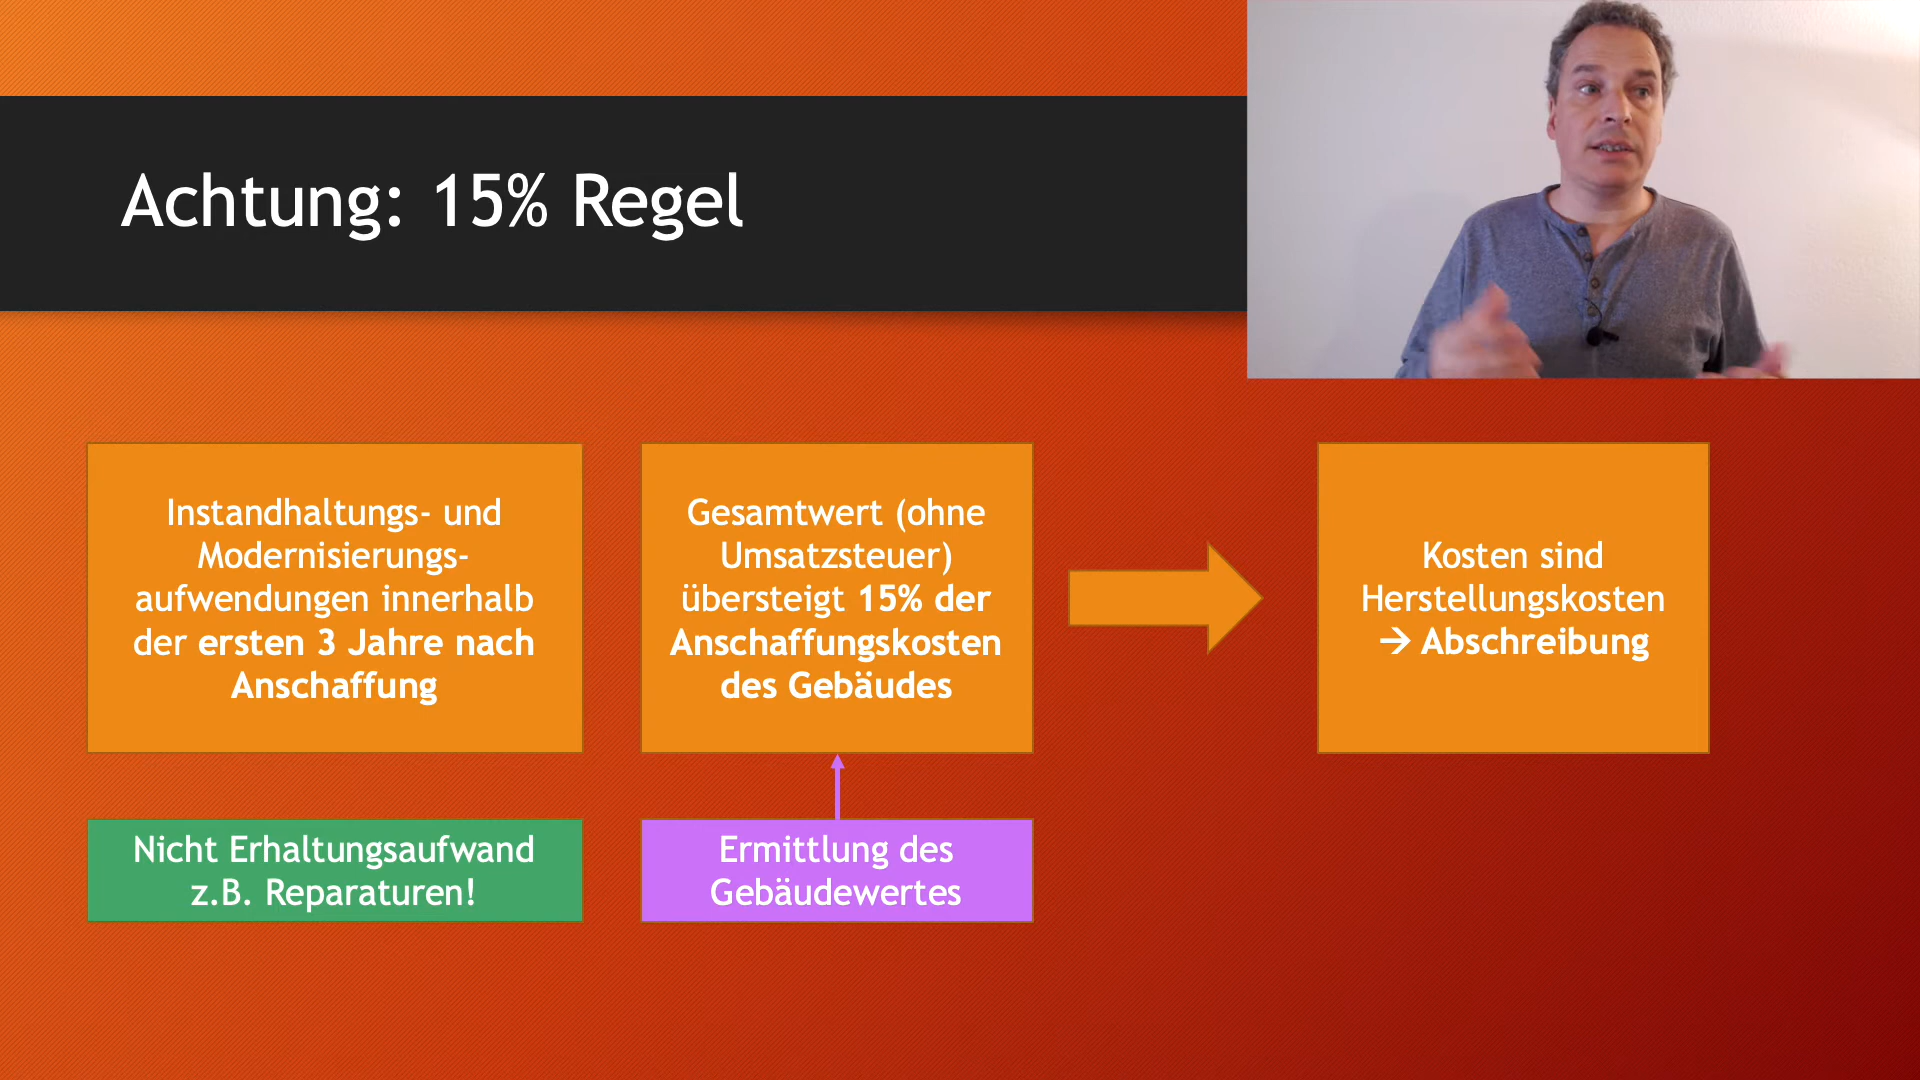 Achtung: 15% Regel
Instandhaltungs- und
Modernisierungs-
aufwendungen innerhalb
der ersten 3 Jahre nach
Anschaffung
Gesamtwert (ohne
Umsatzsteuer)
übersteigt 15% der
Anschaffungskosten
des Gebäudes
Kosten sind
Herstellungskosten
→ Abschreibung
Nicht Erhaltungsaufwand
z.B. Reparaturen!
Ermittlung des
Gebäudewertes